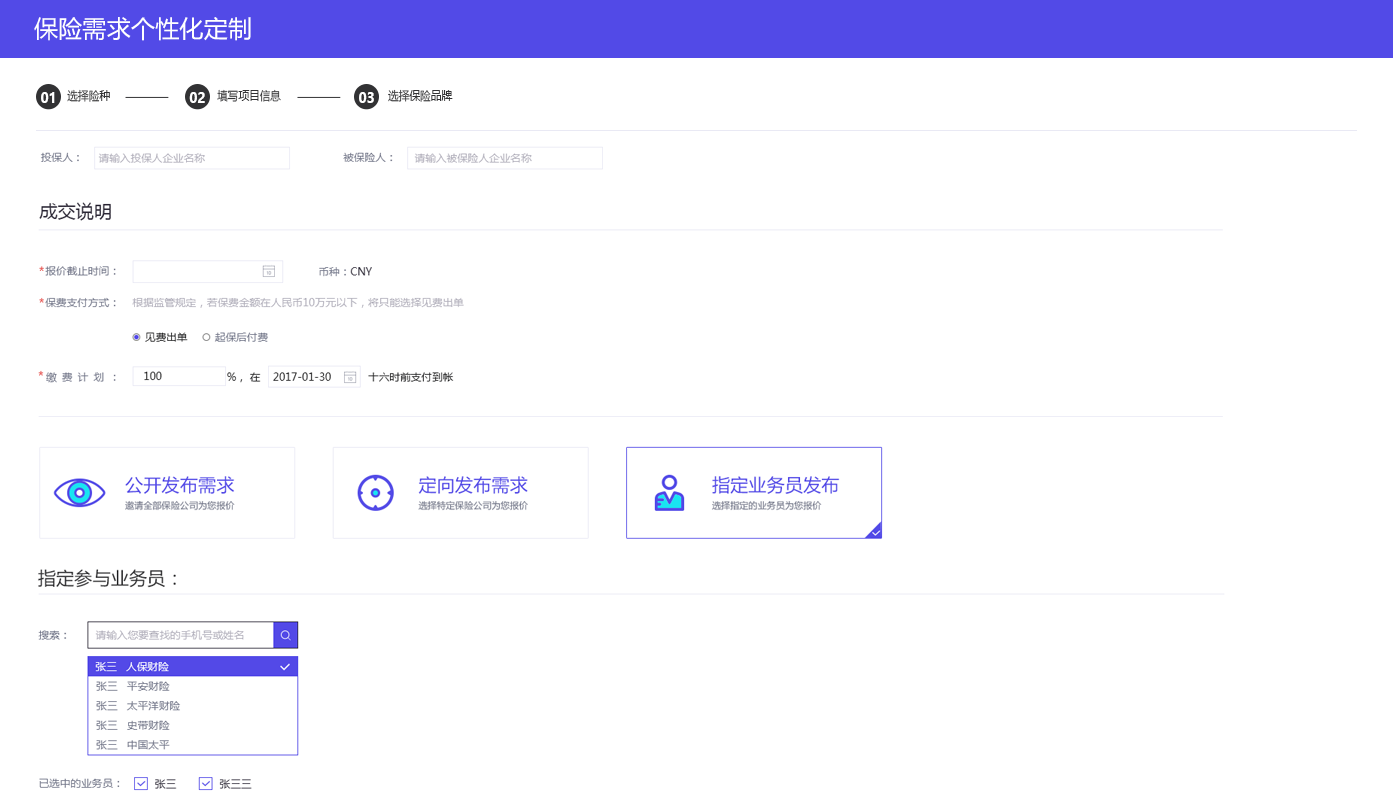 保险需求个性化定制
01 选择险种 02 填写项目信息 03 选择保险品牌
投保人： 请输入投保人企业名称 被保险人： 请输入被保险人企业名称
成交说明
*报价截止时间： 币种：CNY
*保费支付方式： 根据监管规定，若保费金额在人民币10万元以下，将只能选择见费出单
见费出单 起保后付费
*缴费计划： 100 %，在 2017-01-30 十六时前支付到帐
公开发布需求 定向发布需求 指定业务员发布
邀请全部保险公司为您报价 选择特定保险公司为您报价 选择指定的业务员为您报价
指定参与业务员：
搜索： 请输入您要查找的手机号或姓名
张三 人保财险
张三 平安财险
张三 太平洋财险
张三 史带财险
张三 中国太平
已选中的业务员： 张三 张三三